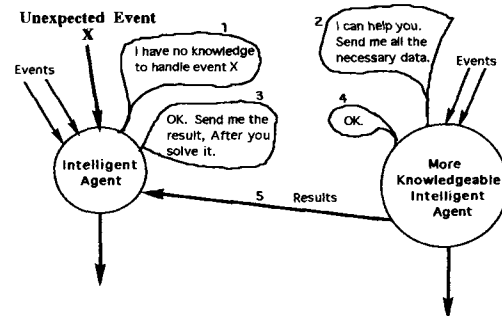 Unexpected Event
X
Events
1
I have no knowledge
to handle event X
3
OK. Send me the
result, After you
solve it.
Intelligent
Agent
2
I can help you.
Send me all the
necessary data.
Events
4
OK.
More
Knowledgeable
Intelligent
Agent
5 Results